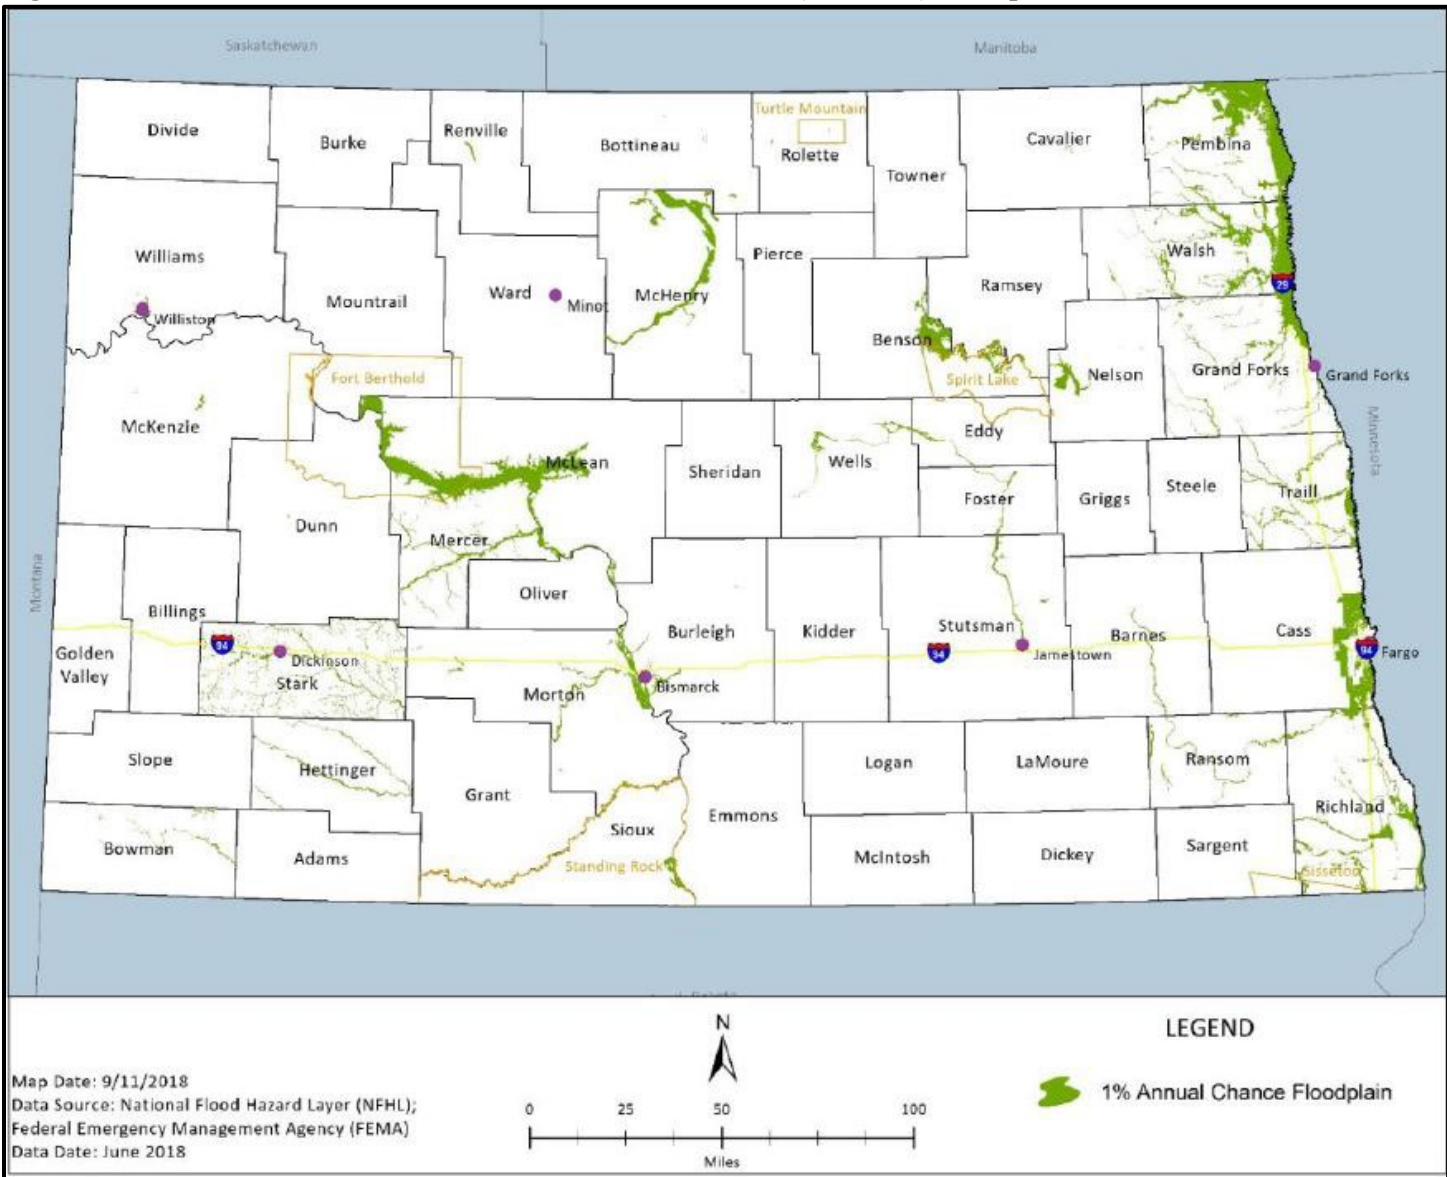 Saskatchewan
Manitoba
Turtle Mountain
Divide
Burke
Renville
Bottineau
Rolette
Towner
Cavalier
Pembina
Williams
Mountrail
Ward
Minot
McHenry
Pierce
Ramsey
Walsh
29
Williston
Benson
Fort Berthold
Spirit Lake
Nelson
Grand Forks
Grand Forks
McKenzie
Minnesota
Eddy
McLean
Sheridan
Wells
Foster
Griggs
Steele
Traill
Dunn
Mercer
Montana
Oliver
Billings
Burleigh
Kidder
Stutsman
Barnes
Cass
94
94
94
Golden
Valley
Dickinson
Stark
Jamestown
Fargo
Morton
Bismarck
Slope
Hettinger
Grant
Logan
LaMoure
Ransom
Richland
Emmons
Sioux
Bowman
Adams
Standing Rock
McIntosh
Dickey
Sargent
Sisseton
N
LEGEND
1% Annual Chance Floodplain
Map Date: 9/11/2018
Data Source: National Flood Hazard Layer (NFHL);
Federal Emergency Management Agency (FEMA)
Data Date: June 2018
0 25 50 100
Miles